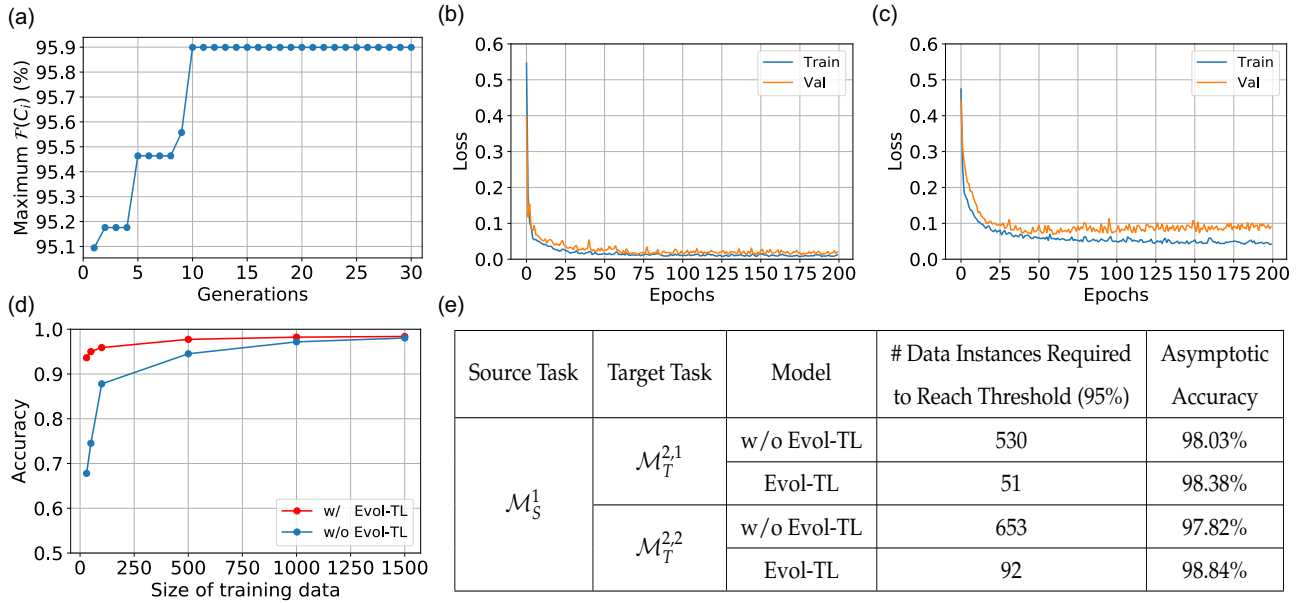 (a)
95.9
95.8
95.6
95.5
95.3
95.2
95.1
Maximum F(C_i) (%)
0 5 10 15 20 25 30
Generations
(b)
0.6
0.5
0.4
0.3
0.2
0.1
0.0
Loss
Train
Val
0 25 50 75 100 125 150 175 200
Epochs
(c)
0.6
0.5
0.4
0.3
0.2
0.1
0.0
Loss
Train
Val
0 25 50 75 100 125 150 175 200
Epochs
(d)
1.0
0.9
0.8
0.7
0.6
0.5
Accuracy
w/ Evol-TL
w/o Evol-TL
0 250 500 750 1000 1250 1500
Size of training data
(e)
Source Task Target Task Model # Data Instances Required to Reach Threshold (95%) Asymptotic Accuracy
M_S^1 M_T^{2,1} w/o Evol-TL 530 98.03%
Evol-TL 51 98.38%
M_T^{2,2} w/o Evol-TL 653 97.82%
Evol-TL 92 98.84%